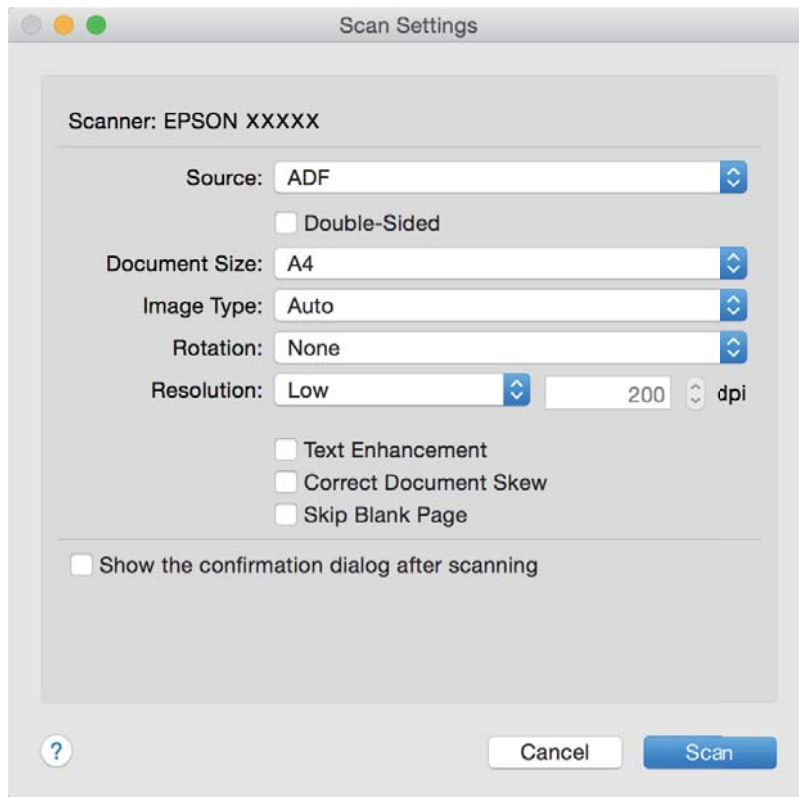 Scan Settings
Scanner: EPSON XXXXX
Source: ADF
Double-Sided
Document Size: A4
Image Type: Auto
Rotation: None
Resolution: Low 200 dpi
Text Enhancement
Correct Document Skew
Skip Blank Page
Show the confirmation dialog after scanning
? Cancel Scan